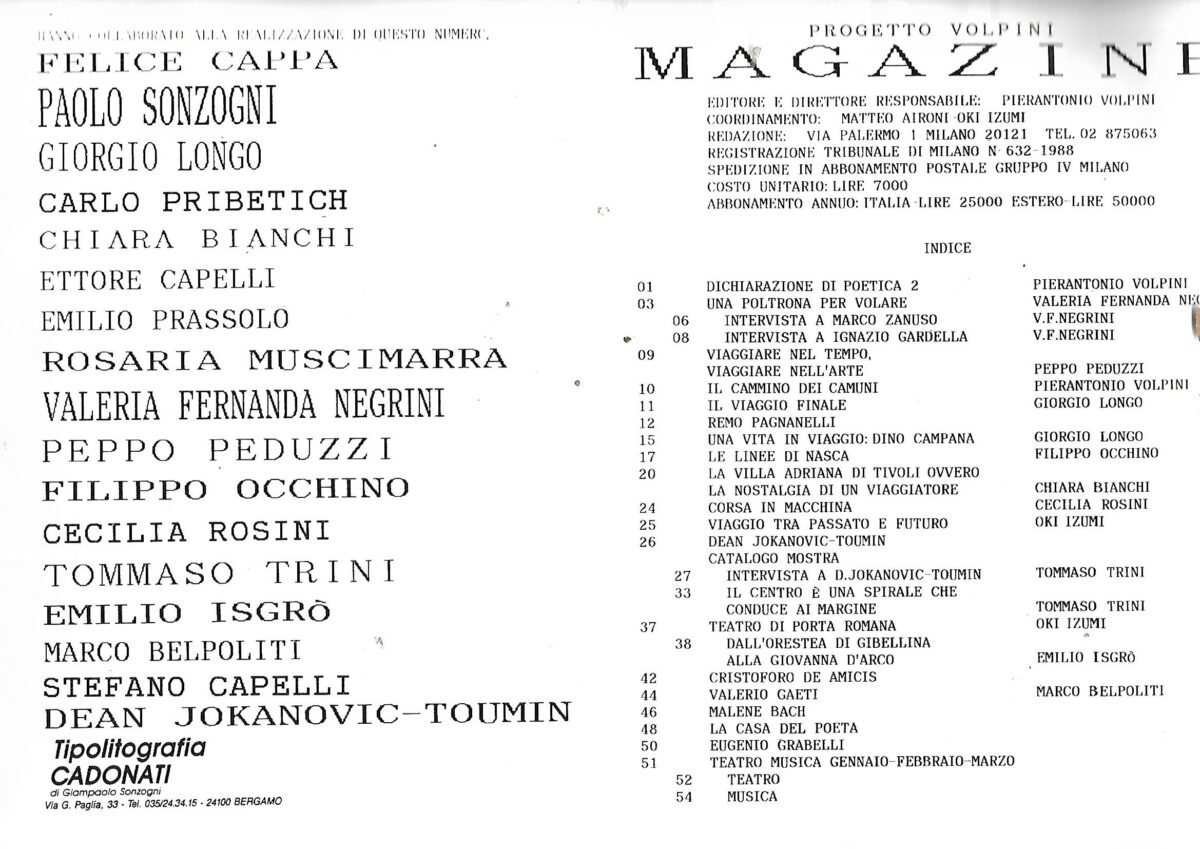 HANNO COLLABORATO ALLA REALIZZAZIONE DI QUESTO NUMERO,
FELICE CAPPA
PAOLO SONZOGNI
GIORGIO LONGO
CARLO PRIBETICH
CHIARA BIANCHI
ETTORE CAPELLI
EMILIO PRASSOLO
ROSARIA MUSCIMARRA
VALERIA FERNANDA NEGRINI
PEPPO PEDUZZI
FILIPPO OCCHINO
CECILIA ROSINI
TOMMASO TRINI
EMILIO ISGRÒ
MARCO BELPOLITI
STEFANO CAPELLI
DEAN JOKANOVIC-TOUMIN
Tipolitografia
CADONATI
di Giampaolo Sonzogni
Via G. Paglia, 33 - Tel. 035/24.34.15 - 24100 BERGAMO
PROGETTO VOLPINI
MAGAZINE
EDITORE E DIRETTORE RESPONSABILE: PIERANTONIO VOLPINI
COORDINAMENTO: MATTEO AIRONI-OKI IZUMI
REDAZIONE: VIA PALERMO 1 MILANO 20121 TEL. 02 875063
REGISTRAZIONE TRIBUNALE DI MILANO N 632-1988
SPEDIZIONE IN ABBONAMENTO POSTALE GRUPPO IV MILANO
COSTO UNITARIO: LIRE 7000
ABBONAMENTO ANNUO: ITALIA-LIRE 25000 ESTERO-LIRE 50000
INDICE
01 DICHIARAZIONE DI POETICA 2 PIERANTONIO VOLPINI
03 UNA POLTRONA PER VOLARE VALERIA FERNANDA NEG
06 INTERVISTA A MARCO ZANUSO V.F.NEGRINI
08 INTERVISTA A IGNAZIO GARDELLA V.F.NEGRINI
09 VIAGGIARE NEL TEMPO,
VIAGGIARE NELL'ARTE PEPPO PEDUZZI
10 IL CAMMINO DEI CAMUNI PIERANTONIO VOLPINI
11 IL VIAGGIO FINALE GIORGIO LONGO
12 REMO PAGNANELLI
15 UNA VITA IN VIAGGIO: DINO CAMPANA GIORGIO LONGO
17 LE LINEE DI NASCA FILIPPO OCCHINO
20 LA VILLA ADRIANA DI TIVOLI OVVERO
LA NOSTALGIA DI UN VIAGGIATORE CHIARA BIANCHI
24 CORSA IN MACCHINA CECILIA ROSINI
25 VIAGGIO TRA PASSATO E FUTURO OKI IZUMI
26 DEAN JOKANOVIC-TOUMIN
CATALOGO MOSTRA
27 INTERVISTA A D.JOKANOVIC-TOUMIN TOMMASO TRINI
33 IL CENTRO È UNA SPIRALE CHE
CONDUCE AI MARGINE TOMMASO TRINI
37 TEATRO DI PORTA ROMANA OKI IZUMI
38 DALL'ORESTEA DI GIBELLINA
ALLA GIOVANNA D'ARCO EMILIO ISGRÒ
42 CRISTOFORO DE AMICIS
44 VALERIO GAETI MARCO BELPOLITI
46 MALENE BACH
48 LA CASA DEL POETA
50 EUGENIO GRABELLI
51 TEATRO MUSICA GENNAIO-FEBBRAIO-MARZO
52 TEATRO
54 MUSICA